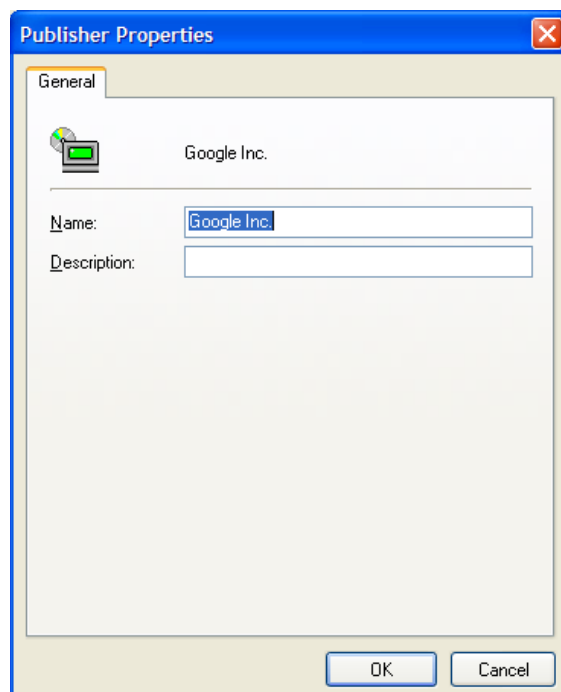 Publisher Properties
General
Google Inc.
Name: Google Inc.
Description:
OK Cancel